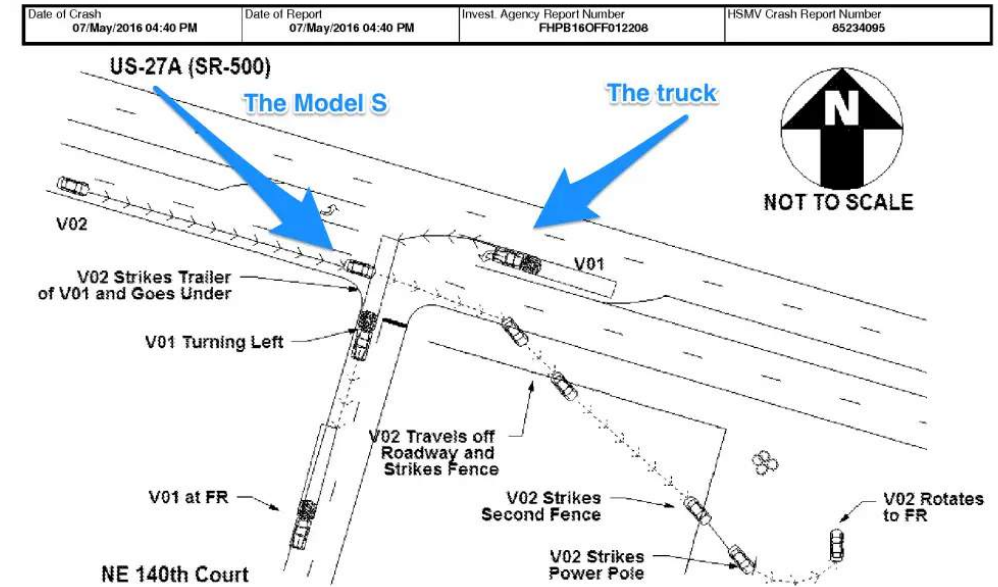 Date of Crash
07/May/2016 04:40 PM
Date of Report
07/May/2016 04:40 PM
Invest. Agency Report Number
FHPB16OFF012208
HSMV Crash Report Number
85234095
US-27A (SR-500)
The Model S
The truck
N
NOT TO SCALE
V02
V01
V02 Strikes Trailer
of V01 and Goes Under
V01 Turning Left
V02 Travels off
Roadway and
Strikes Fence
V01 at FR
V02 Strikes
Second Fence
V02 Rotates
to FR
V02 Strikes
Power Pole
NE 140th Court